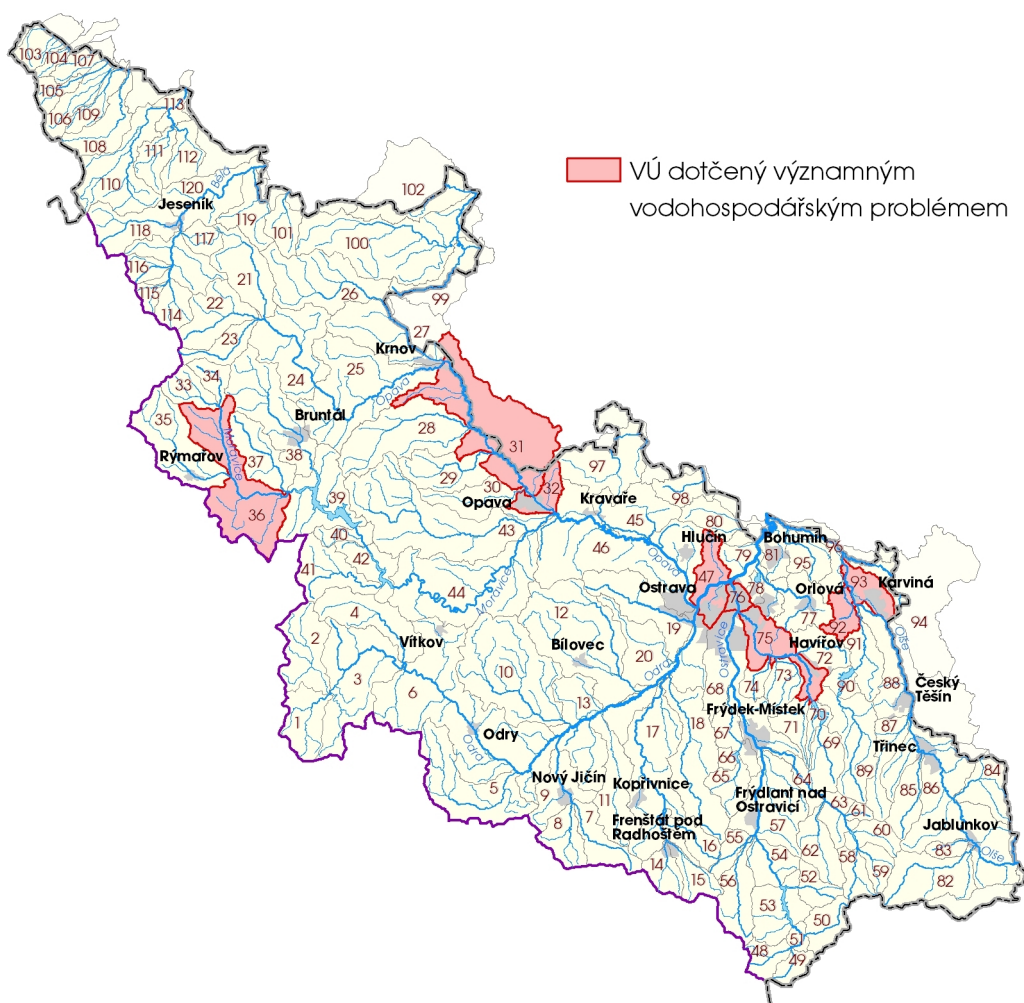 103 104 107
105
113
106 109
108
111 112
VÚ dotčený významným
vodohospodářským problémem
110
120
Bělá
102
Jeseník
118 117 119 101 100
116
115
21
26
99
22
114
27
23
Krnov
25
24
34
33
Opava
35
Bruntál
28
31
Moravice
Rýmařov
37
38
97
29
30
32
39
Opava
Kravaře
98
36
43
45
80
40
46
Hlučín
Bohumín
96
42
Opava
79
81
95
41
47
93
Karviná
44
Moravice
Ostrava
78
Orlová
76
4
12
77
94
2
19
92
Vítkov
Bílovec
75
Havířov
91
Olše
Ostravice
20
72
10
Odra
73
3
6
68
74
90
88
Český
Těšín
13
Frýdek-Místek
70
1
18
71
87
17
67
Odry
69
Třinec
Odra
66
84
Nový Jičín
Kopřivnice
65
64
89
5
85
86
9
11
Frýdlant nad
Ostravicí
63
61
7
8
Frenštát pod
Radhoštěm
57
Jablunkov
60
55
16
62
83
Olše
54
58
14
59
15
56
52
82
53
50
51
48
49